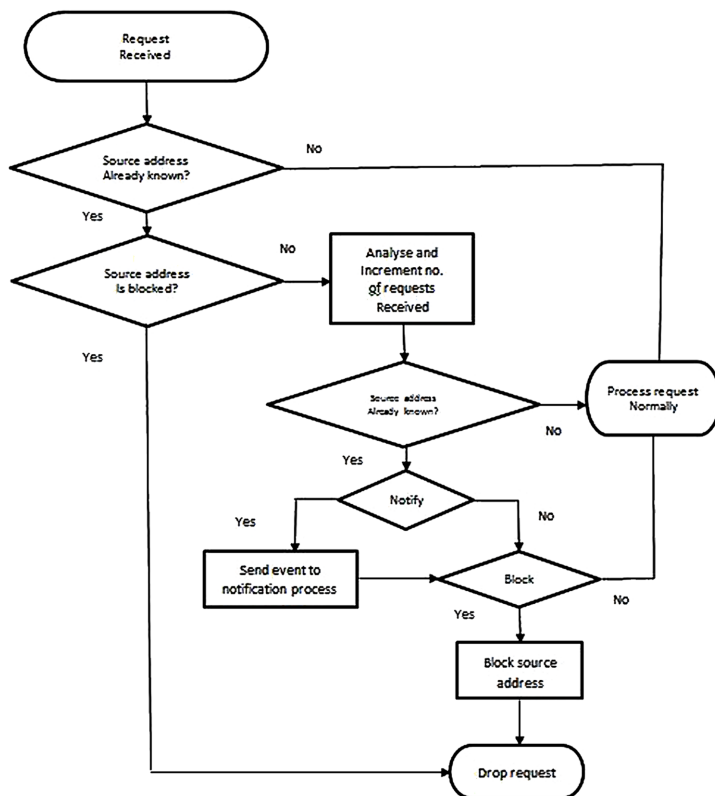 Request
Received
Source address
Already known?
No
Yes
Source address
Is blocked?
No
Analyse and
Increment no.
of requests
Received
Yes
Source address
Already known?
No
Process request
Normally
Yes
Notify
Yes
No
Send event to
notification process
Block
No
Yes
Block source
address
Drop request